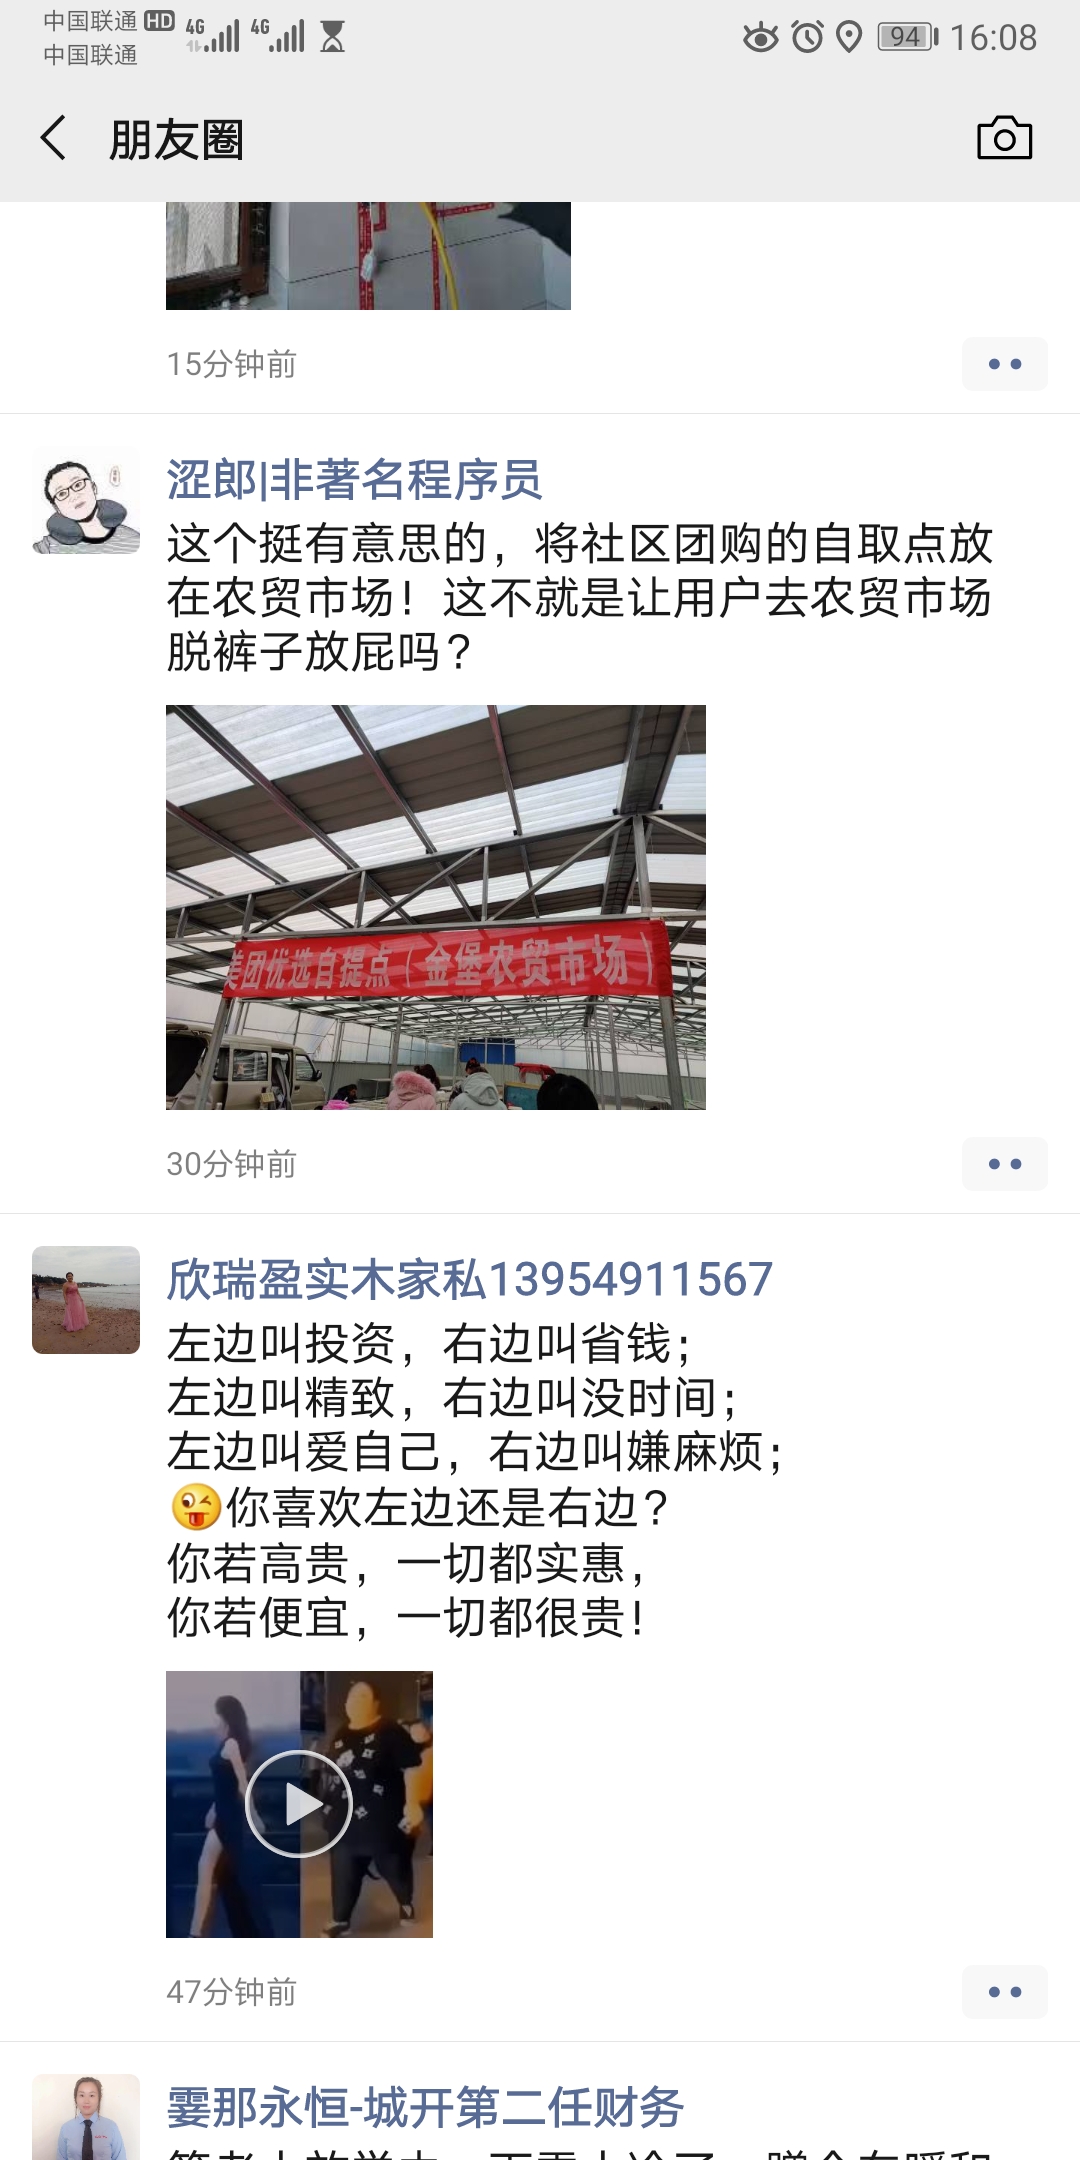 中国联通 HD 4G 4G 94 16:08
中国联通
朋友圈
15分钟前
涩郎|非著名程序员
这个挺有意思的，将社区团购的自取点放
在农贸市场！这不就是让用户去农贸市场
脱裤子放屁吗？
美团优选自提点（金堡农贸市场）
30分钟前
欣瑞盈实木家私13954911567
左边叫投资，右边叫省钱；
左边叫精致，右边叫没时间；
左边叫爱自己，右边叫嫌麻烦；
😜你喜欢左边还是右边？
你若高贵，一切都实惠，
你若便宜，一切都很贵！
47分钟前
霎那永恒-城开第二任财务